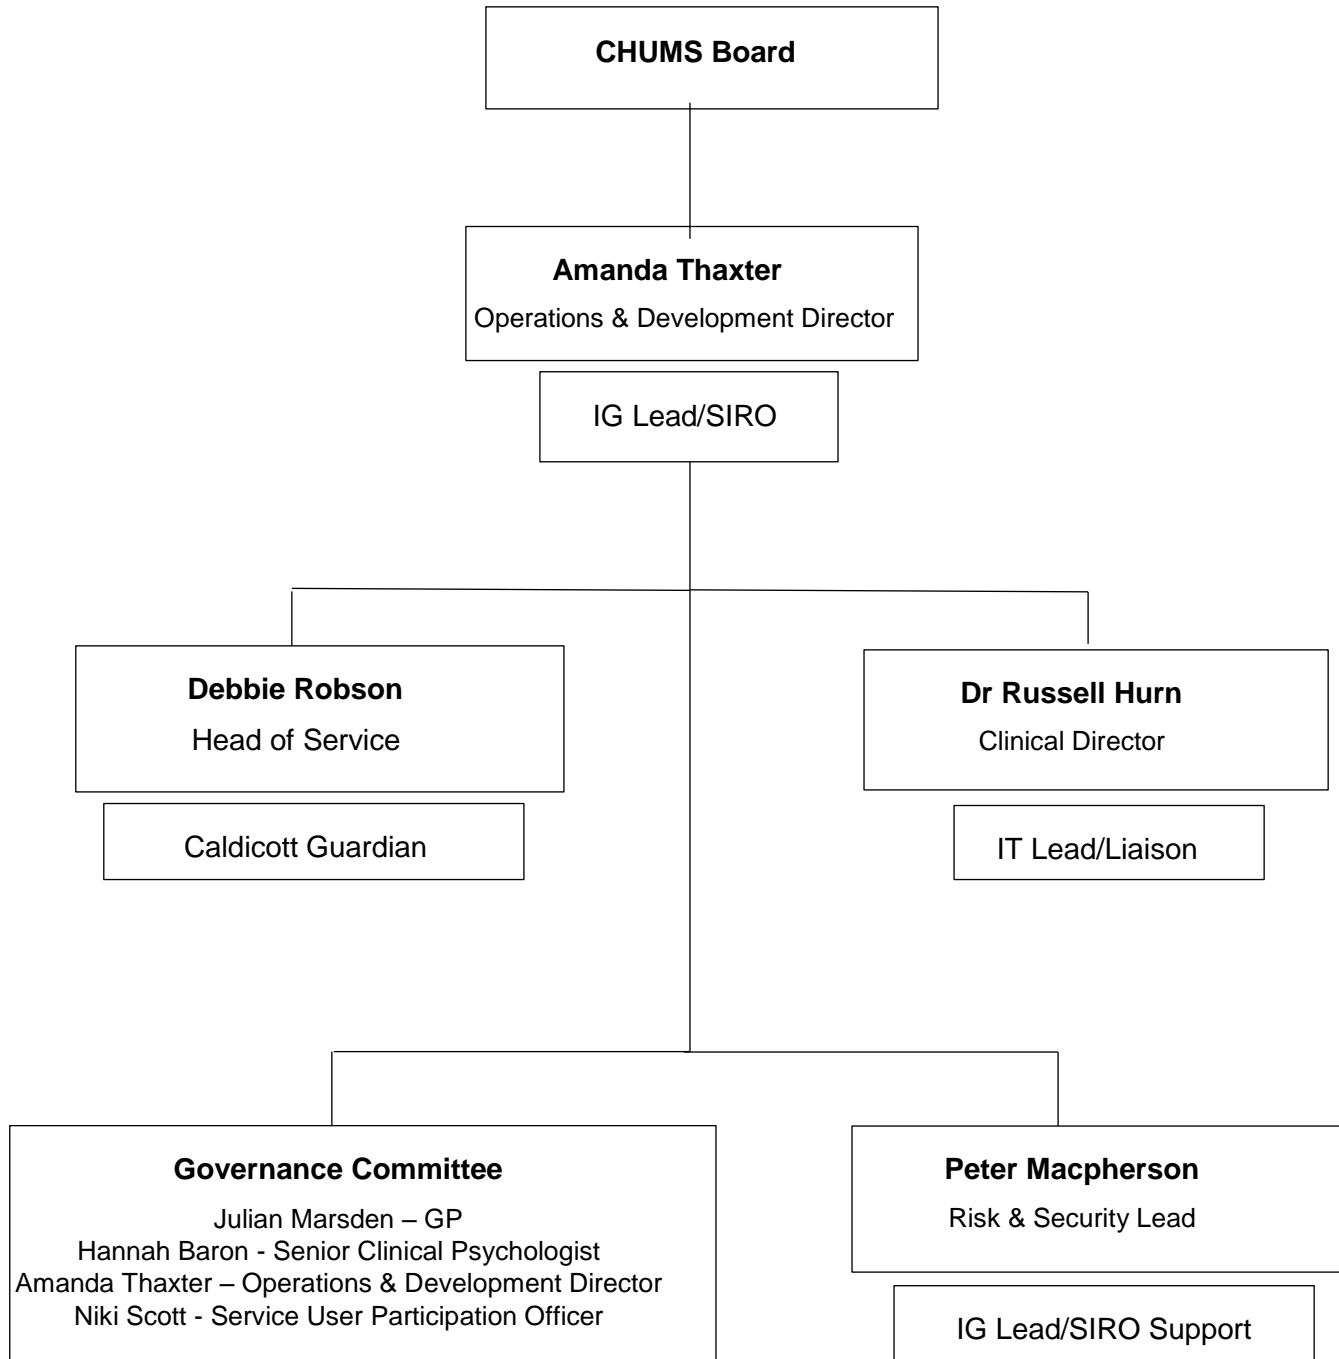 CHUMS Board
Amanda Thaxter
Operations & Development Director
IG Lead/SIRO
Debbie Robson
Head of Service
Caldicott Guardian
Dr Russell Hurn
Clinical Director
IT Lead/Liaison
Governance Committee
Julian Marsden – GP
Hannah Baron - Senior Clinical Psychologist
Amanda Thaxter – Operations & Development Director
Niki Scott - Service User Participation Officer
Peter Macpherson
Risk & Security Lead
IG Lead/SIRO Support